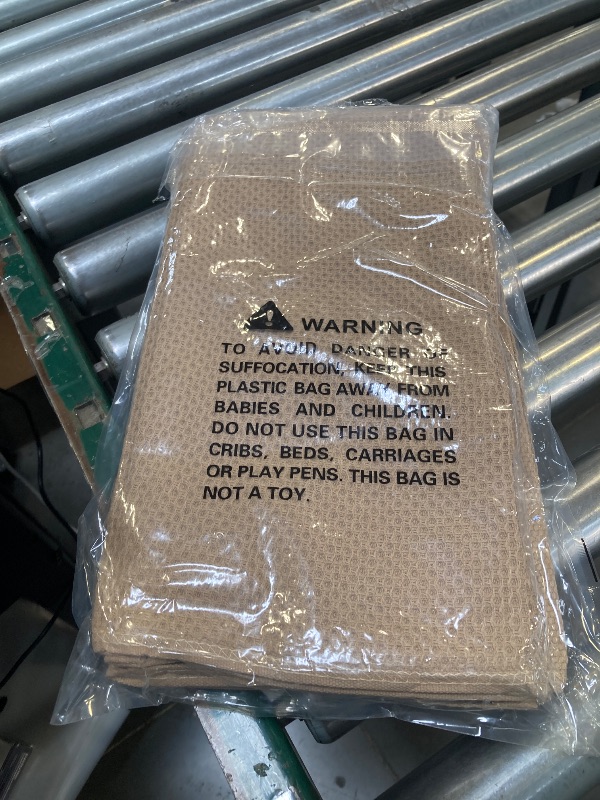 WARNING
TO AVOID DANGER OF
SUFFOCATION, KEEP THIS
PLASTIC BAG AWAY FROM
BABIES AND CHILDREN.
DO NOT USE THIS BAG IN
CRIBS, BEDS, CARRIAGES
OR PLAY PENS. THIS BAG IS
NOT A TOY.